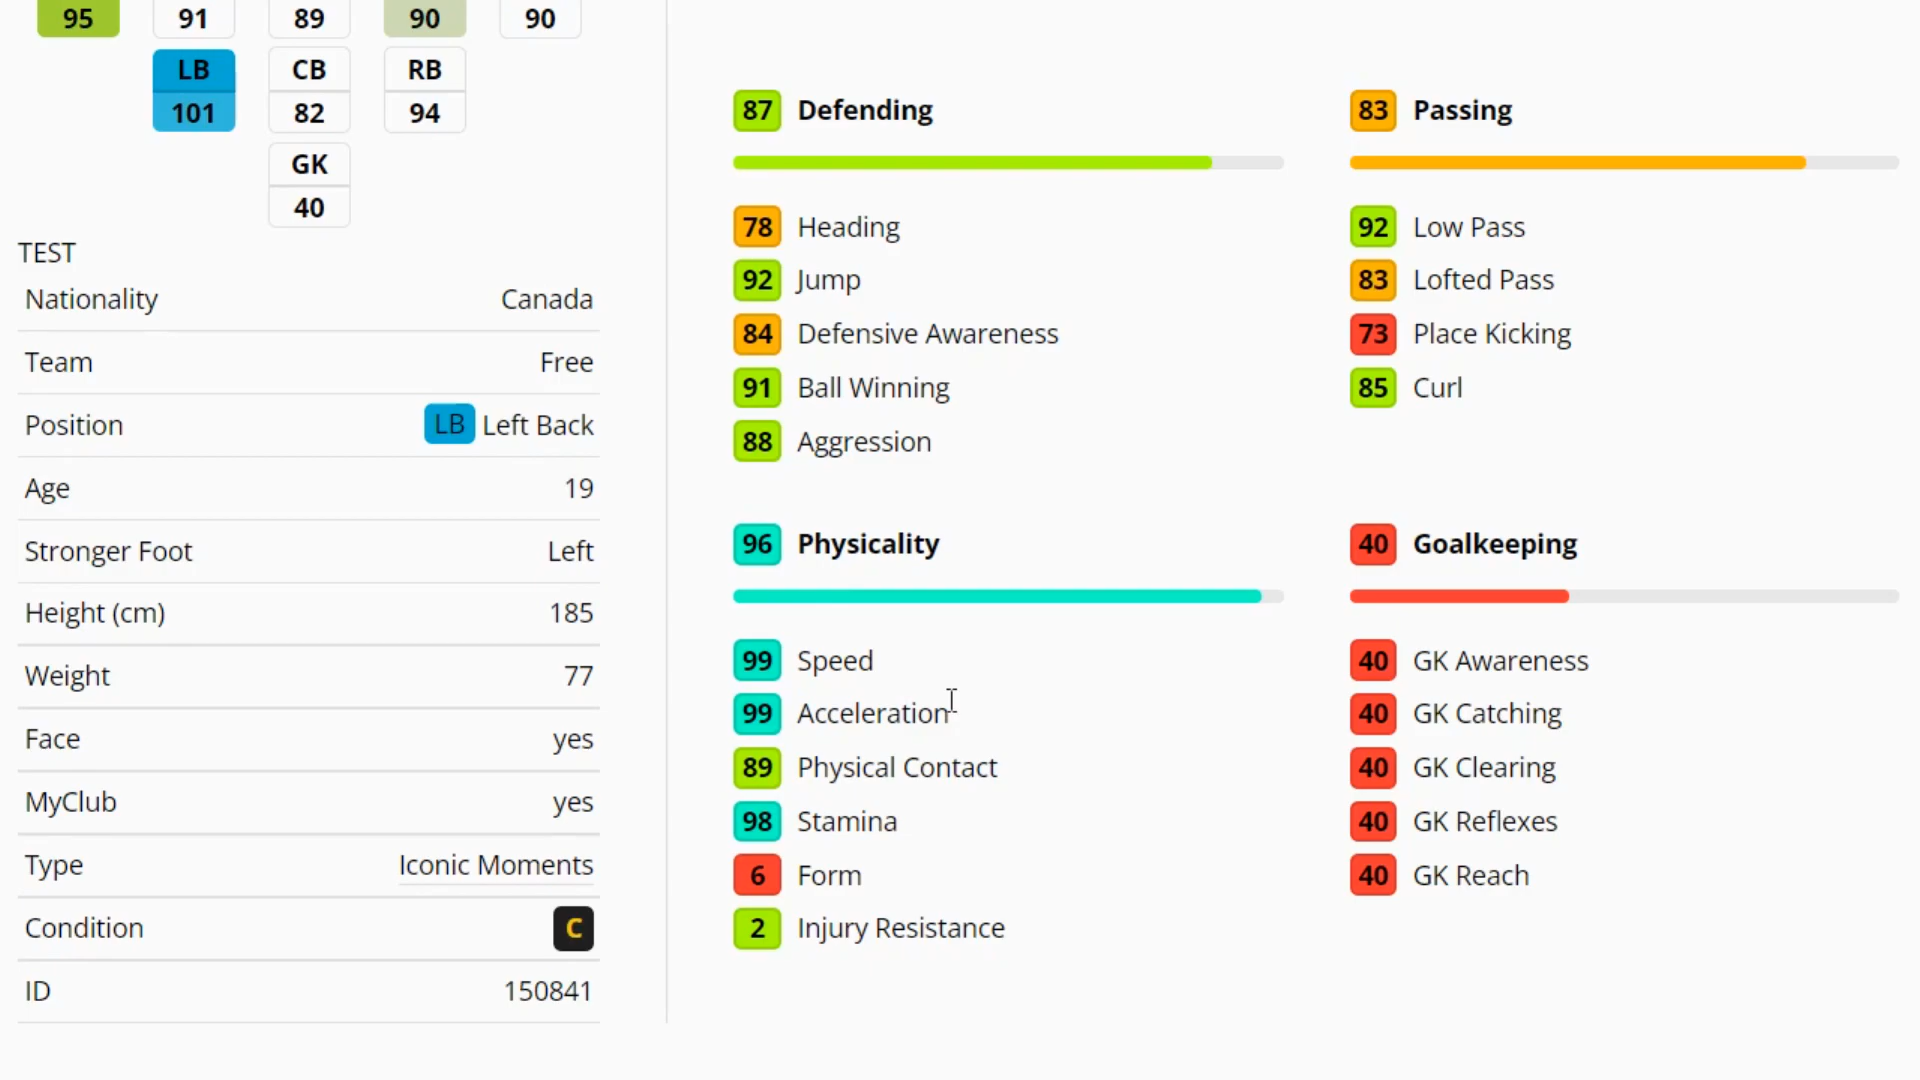 95 91 89 90 90
LB CB RB
101 82 94
GK
40
TEST
Nationality Canada
Team Free
Position LB Left Back
Age 19
Stronger Foot Left
Height (cm) 185
Weight 77
Face yes
MyClub yes
Type Iconic Moments
Condition C
ID 150841
87 Defending
78 Heading
92 Jump
84 Defensive Awareness
91 Ball Winning
88 Aggression
83 Passing
92 Low Pass
83 Lofted Pass
73 Place Kicking
85 Curl
96 Physicality
99 Speed
99 Acceleration
89 Physical Contact
98 Stamina
6 Form
2 Injury Resistance
40 Goalkeeping
40 GK Awareness
40 GK Catching
40 GK Clearing
40 GK Reflexes
40 GK Reach